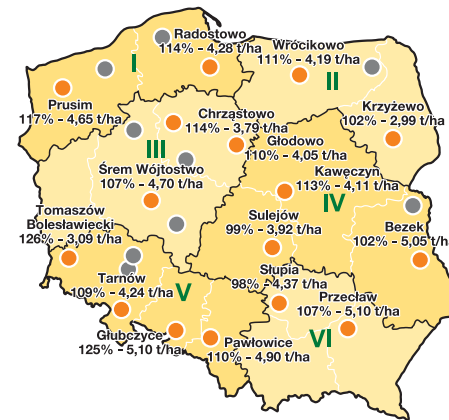 Radostowo
114% - 4,28 t/ha
I
Wrócikowo
111% - 4,19 t/ha
II
Prusim
117% - 4,65 t/ha
Chrząstowo
114% - 3,79 t/ha
Krzyżewo
102% - 2,99 t/ha
III
Głodowo
110% - 4,05 t/ha
Śrem Wójtostwo
107% - 4,70 t/ha
Kawęczyn
113% - 4,11 t/ha
IV
Tomaszów
Bolesławiecki
126% - 3,09 t/ha
Sulejów
99% - 3,92 t/ha
Bezek
102% - 5,05 t/ha
Tarnów
109% - 4,24 t/ha
V
Słupia
98% - 4,37 t/ha
Przecław
107% - 5,10 t/ha
VI
Głubczyce
125% - 5,10 t/ha
Pawłowice
110% - 4,90 t/ha